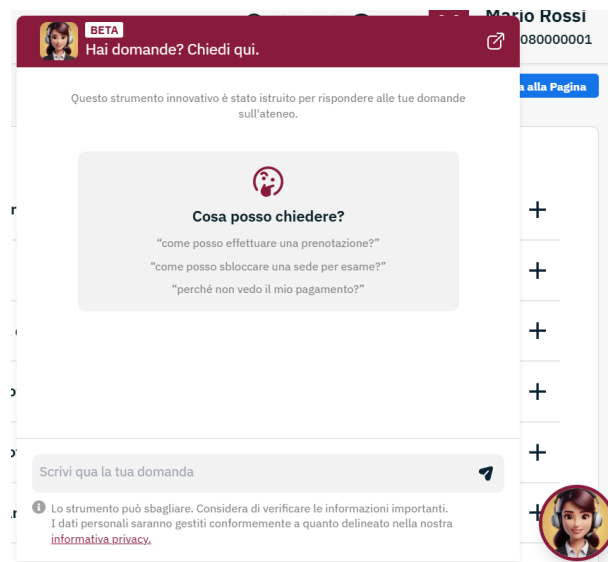 Mario Rossi
080000001
BETA
Hai domande? Chiedi qui.
alla Pagina
Questo strumento innovativo è stato istruito per rispondere alle tue domande
sull'ateneo.
Cosa posso chiedere?
“come posso effettuare una prenotazione?”
“come posso sbloccare una sede per esame?”
“perché non vedo il mio pagamento?”
Scrivi qua la tua domanda
Lo strumento può sbagliare. Considera di verificare le informazioni importanti.
I dati personali saranno gestiti conformemente a quanto delineato nella nostra
informativa privacy.